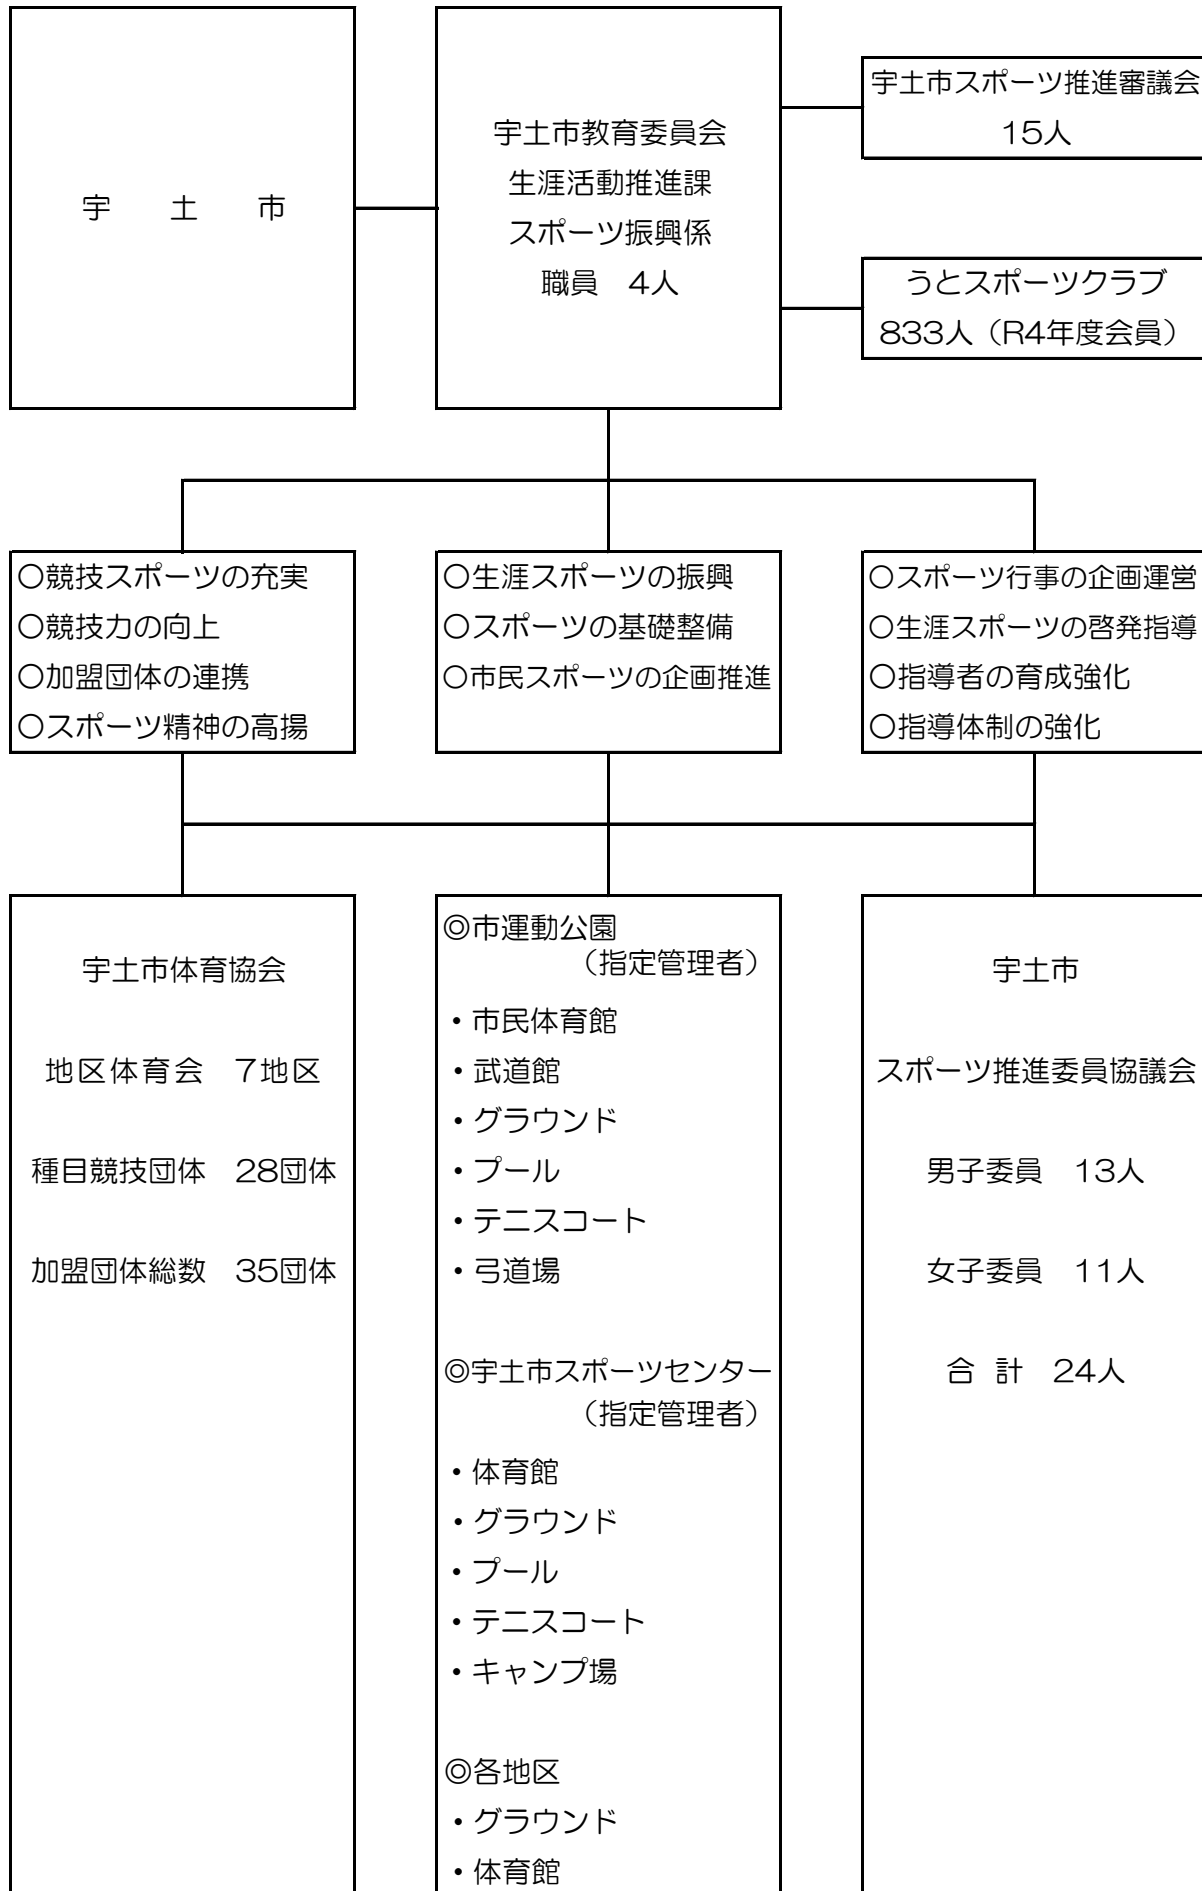 宇　土　市
宇土市教育委員会
生涯活動推進課
スポーツ振興係
職員　4人
宇土市スポーツ推進審議会
15人
うとスポーツクラブ
833人（R4年度会員）
〇競技スポーツの充実
〇競技力の向上
〇加盟団体の連携
〇スポーツ精神の高揚
〇生涯スポーツの振興
〇スポーツの基礎整備
〇市民スポーツの企画推進
〇スポーツ行事の企画運営
〇生涯スポーツの啓発指導
〇指導者の育成強化
〇指導体制の強化
宇土市体育協会
地区体育会　7地区
種目競技団体　28団体
加盟団体総数　35団体
◎市運動公園
（指定管理者）
・市民体育館
・武道館
・グラウンド
・プール
・テニスコート
・弓道場
◎宇土市スポーツセンター
（指定管理者）
・体育館
・グラウンド
・プール
・テニスコート
・キャンプ場
◎各地区
・グラウンド
・体育館
宇土市
スポーツ推進委員協議会
男子委員　13人
女子委員　11人
合 計　24人